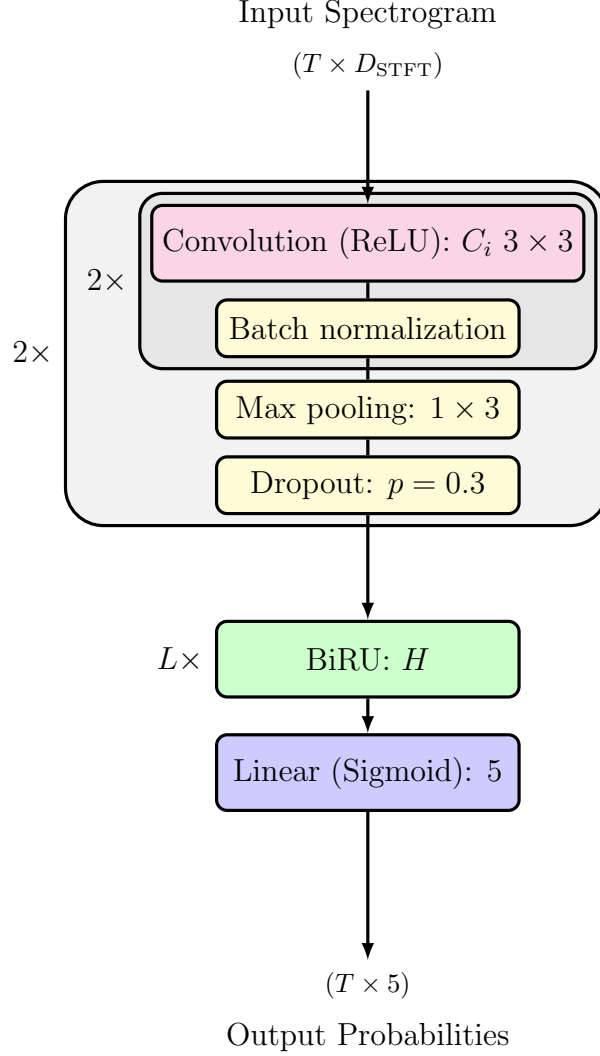 Input Spectrogram
(T × D_STFT)
Convolution (ReLU): C_i 3 × 3
2×
Batch normalization
2×
Max pooling: 1 × 3
Dropout: p = 0.3
L×
BiRU: H
Linear (Sigmoid): 5
(T × 5)
Output Probabilities